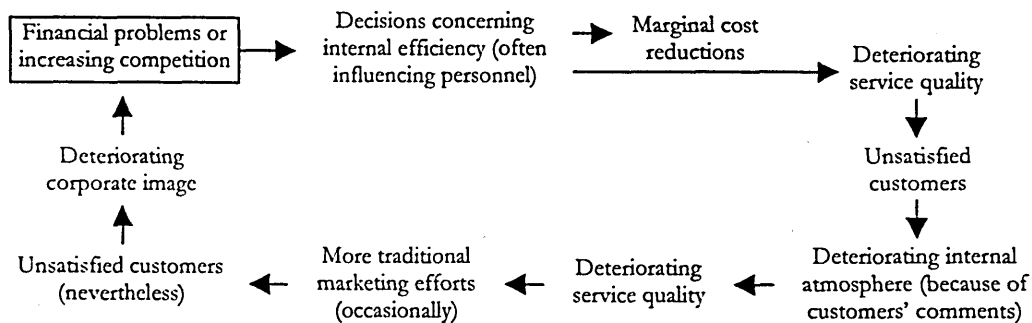 Financial problems or
increasing competition
Decisions concerning
internal efficiency (often
influencing personnel)
Marginal cost
reductions
Deteriorating
service quality
Unsatisfied
customers
Deteriorating internal
atmosphere (because of
customers' comments)
Deteriorating
service quality
More traditional
marketing efforts
(occasionally)
Unsatisfied customers
(nevertheless)
Deteriorating
corporate image